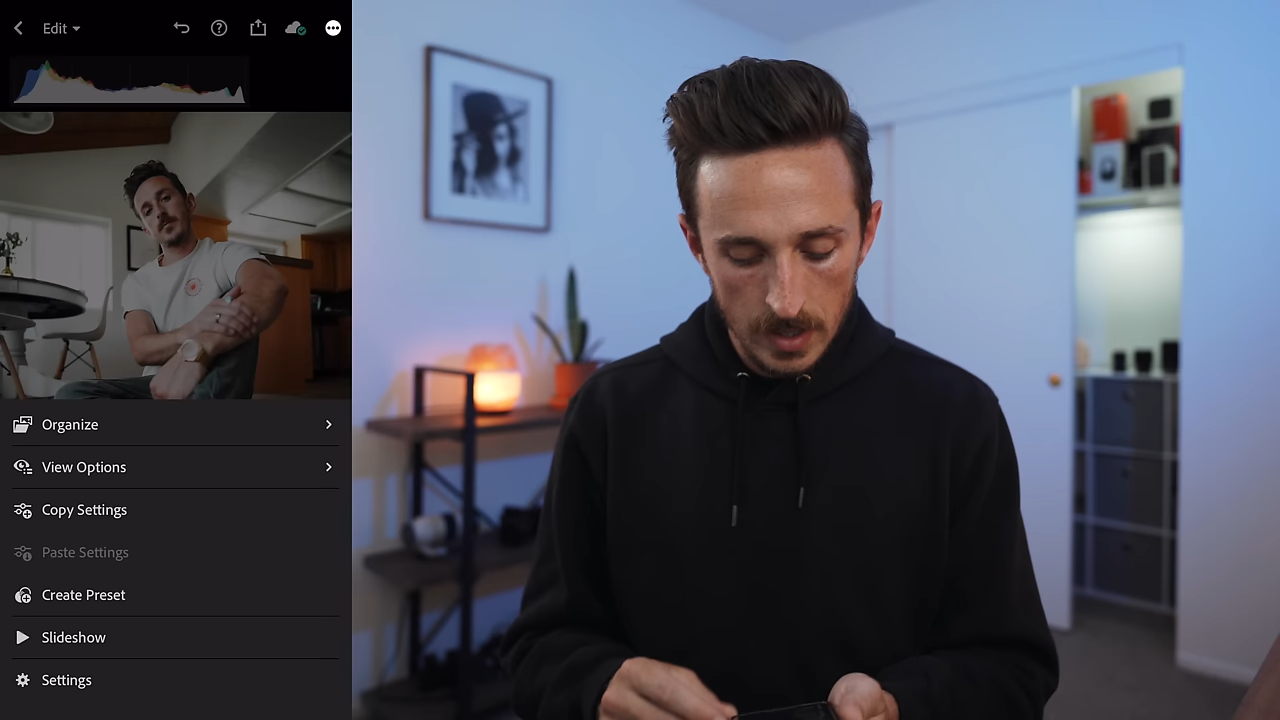 Edit
Organize
View Options
Copy Settings
Paste Settings
Create Preset
Slideshow
Settings